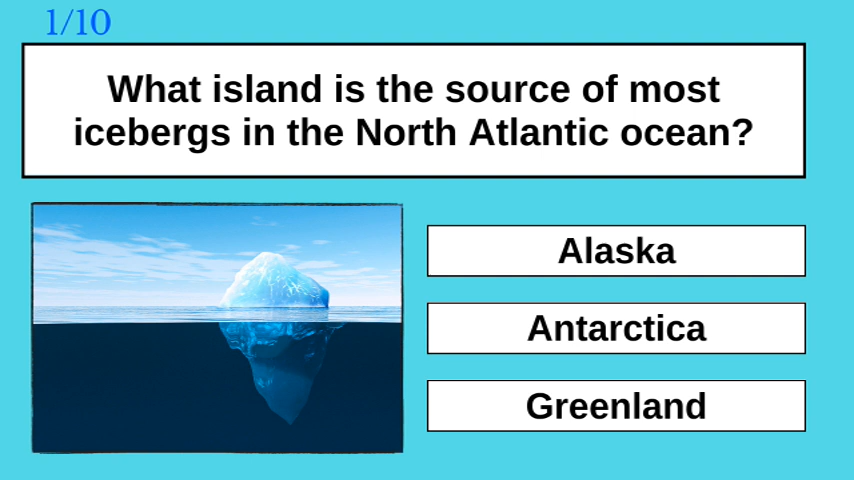 1/10
What island is the source of most
icebergs in the North Atlantic ocean?
Alaska
Antarctica
Greenland